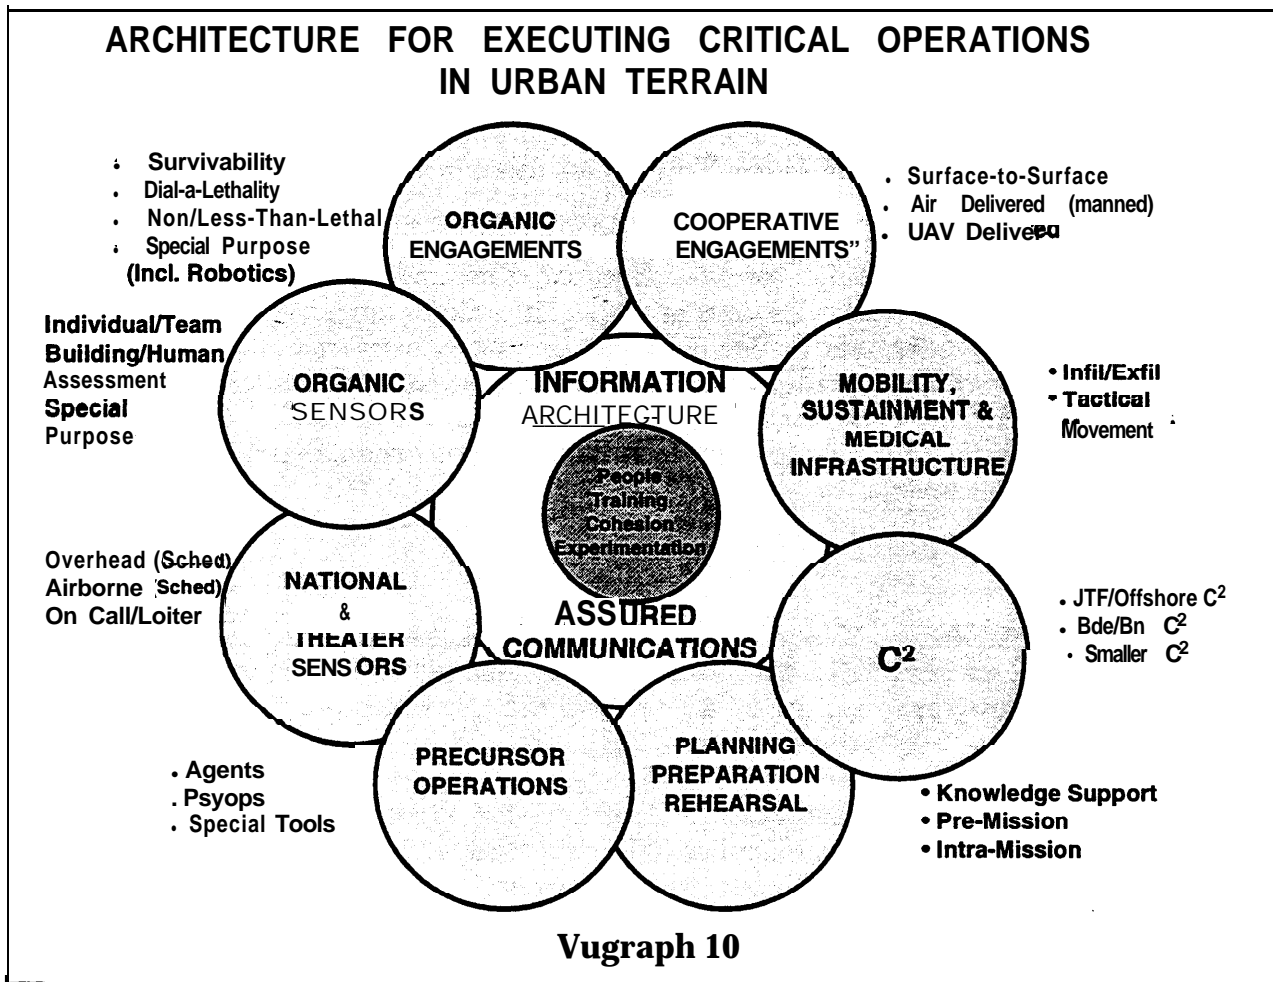 ARCHITECTURE FOR EXECUTING CRITICAL OPERATIONS
IN URBAN TERRAIN
• Survivability
• Dial-a-Lethality
• Non/Less-Than-Lethal
• Special Purpose
(Incl. Robotics)
ORGANIC
ENGAGEMENTS
COOPERATIVE
ENGAGEMENTS”
• Surface-to-Surface
• Air Delivered (manned)
• UAV Delivered
Individual/Team
Building/Human
Assessment
Special
Purpose
ORGANIC
SENSORS
INFORMATION
ARCHITECTURE
MOBILITY,
SUSTAINMENT &
MEDICAL
INFRASTRUCTURE
• Infil/Exfil
• Tactical
Movement
People
Training
Cohesion
Experimentation
Overhead (Sched)
Airborne (Sched)
On Call/Loiter
NATIONAL
&
THEATER
SENSORS
ASSURED
COMMUNICATIONS
C²
• JTF/Offshore C²
• Bde/Bn C²
• Smaller C²
• Agents
. Psyops
• Special Tools
PRECURSOR
OPERATIONS
PLANNING
PREPARATION
REHEARSAL
• Knowledge Support
• Pre-Mission
• Intra-Mission
Vugraph 10